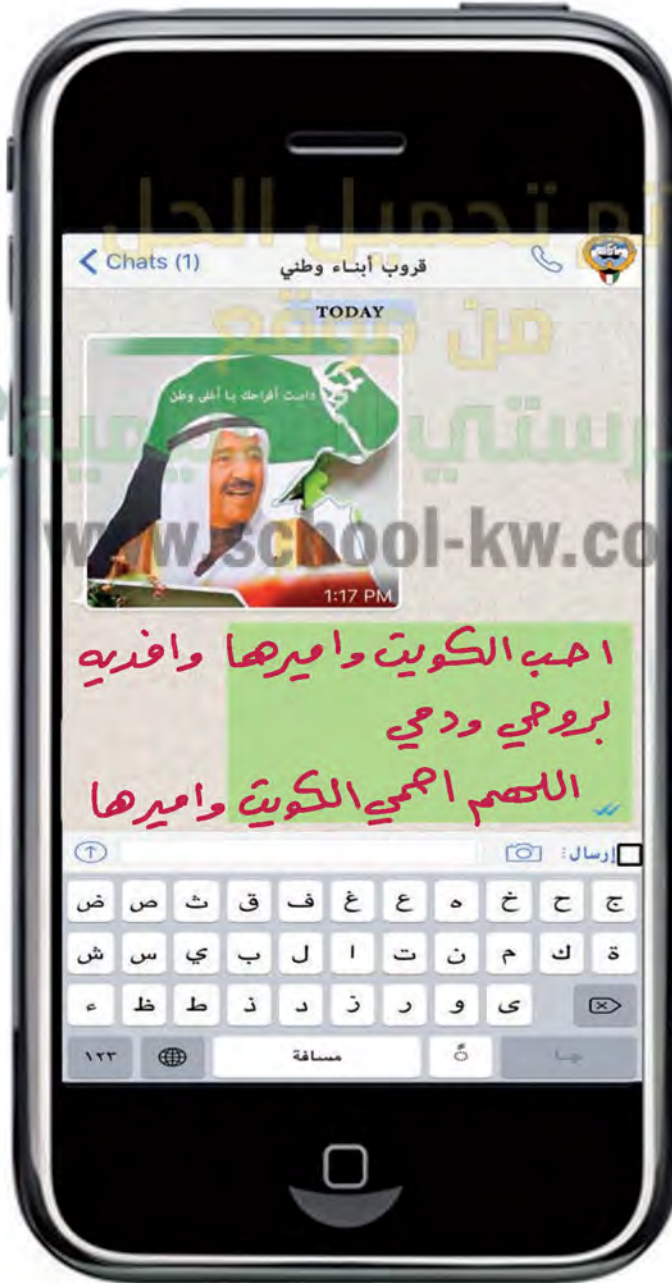 تم تحميل الحل
Chats (1)
قروب أبناء وطني
TODAY
من موقع
دامت أفراحك يا أغلى وطن
www.school-kw.co
1:17 PM
احب الكويت واميرها وافديه
بروحي ودمي
اللهم احمي الكويت واميرها
إرسال:
ض ص ث ق ف غ ع ه خ ح ج
ش س ي ب ل ا ت ن م ك ة
ء ظ ط ذ د ز ر و ى
١٢٣
مسافة